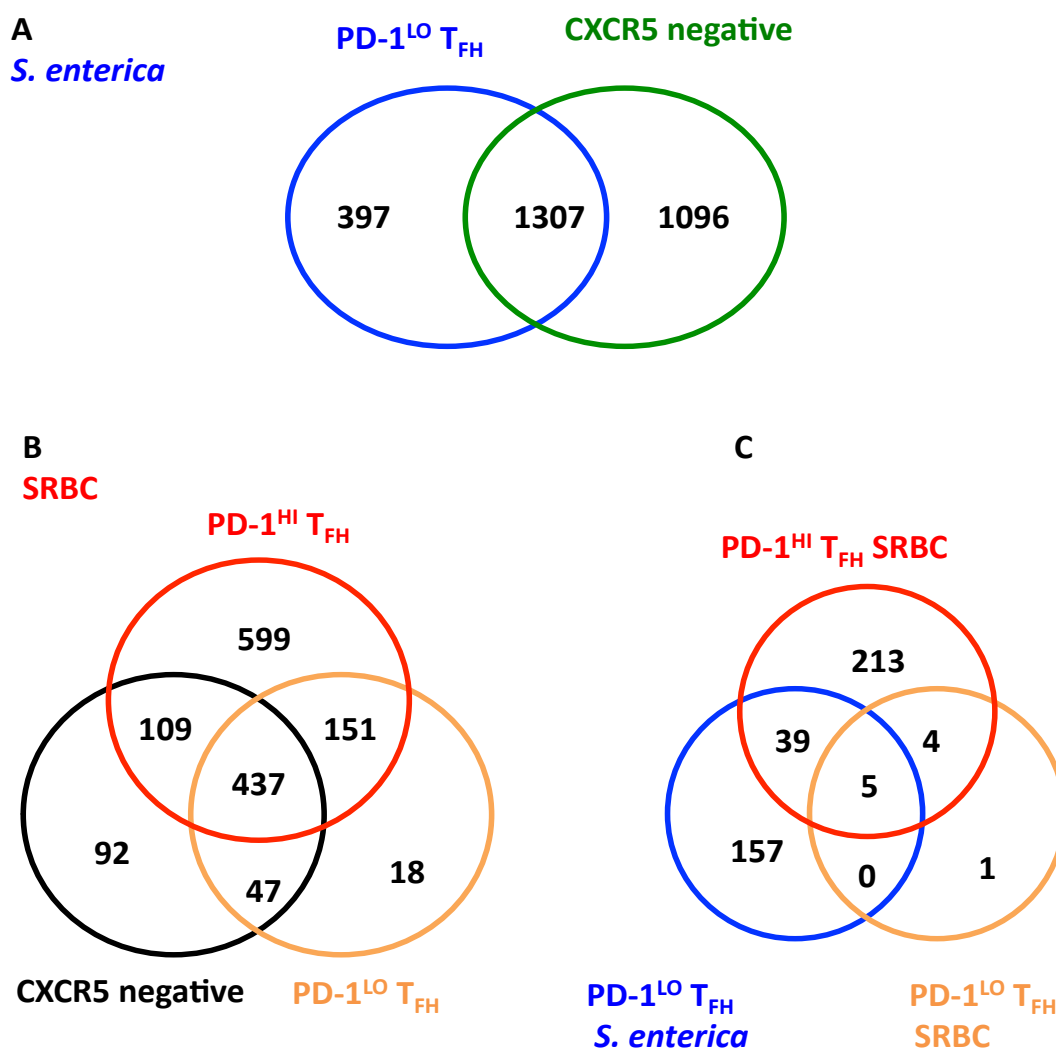 A
S. enterica
PD-1LO TFH
CXCR5 negative
397
1307
1096
B
SRBC
PD-1HI TFH
599
109
151
437
92
47
18
CXCR5 negative
PD-1LO TFH
C
PD-1HI TFH SRBC
213
39
4
5
157
0
1
PD-1LO TFH
S. enterica
PD-1LO TFH
SRBC